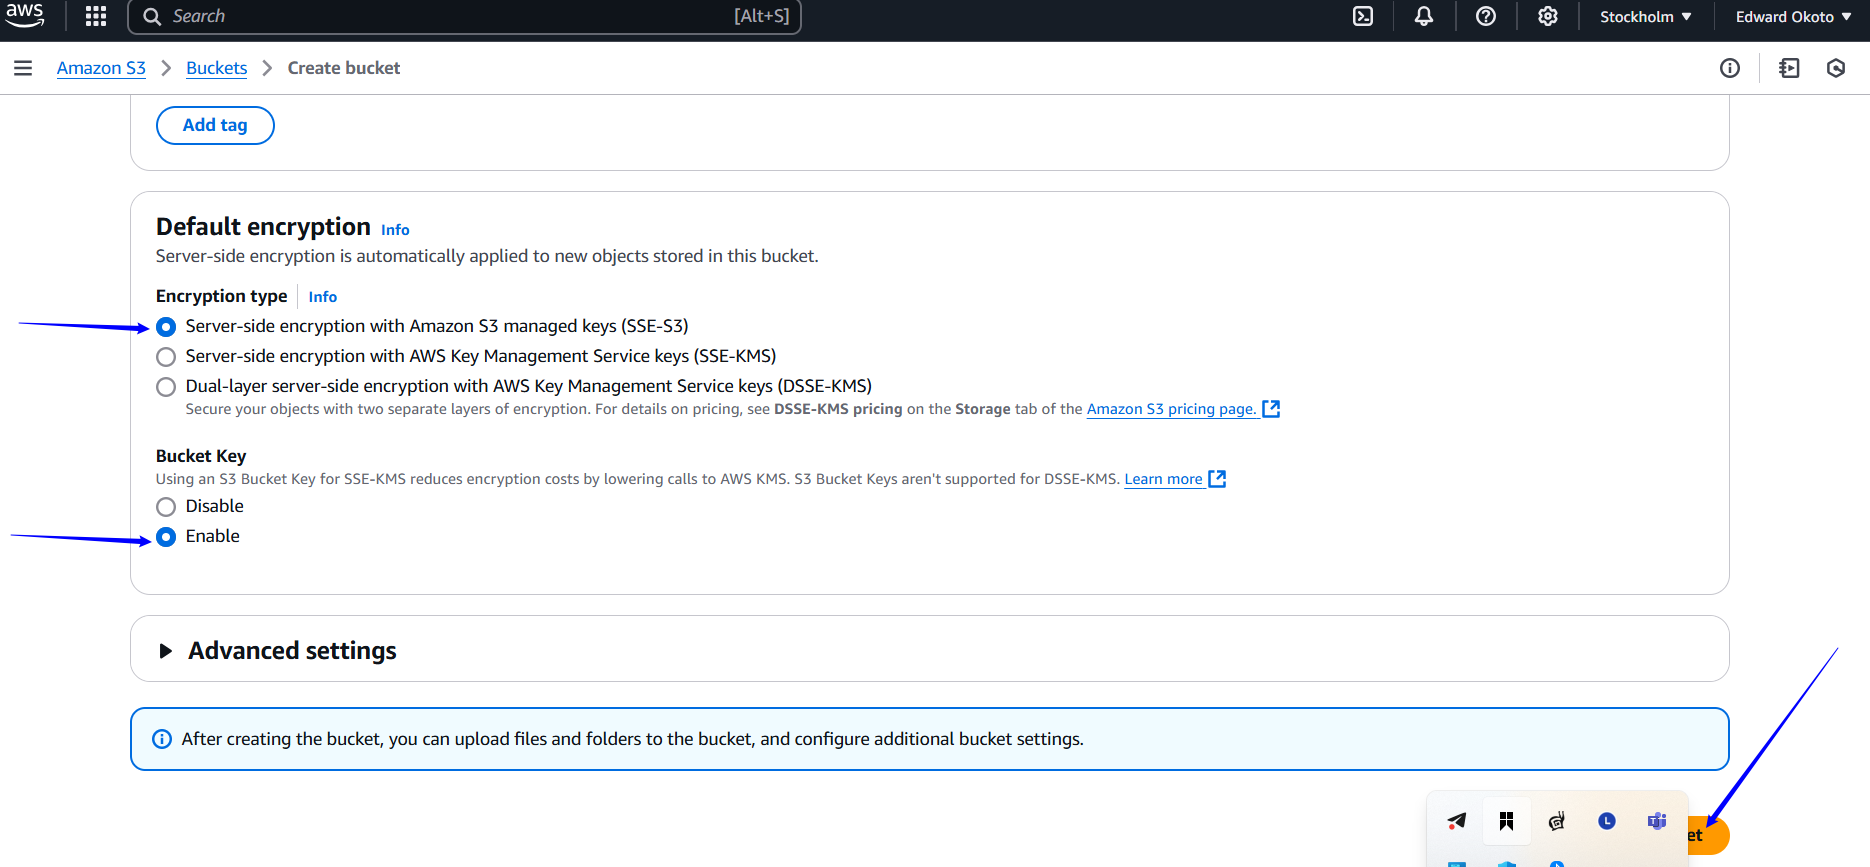 aws
Search [Alt+S]
Stockholm ▼ Edward Okoto ▼
Amazon S3 > Buckets > Create bucket
Add tag
Default encryption Info
Server-side encryption is automatically applied to new objects stored in this bucket.
Encryption type Info
Server-side encryption with Amazon S3 managed keys (SSE-S3)
Server-side encryption with AWS Key Management Service keys (SSE-KMS)
Dual-layer server-side encryption with AWS Key Management Service keys (DSSE-KMS)
Secure your objects with two separate layers of encryption. For details on pricing, see DSSE-KMS pricing on the Storage tab of the Amazon S3 pricing page.
Bucket Key
Using an S3 Bucket Key for SSE-KMS reduces encryption costs by lowering calls to AWS KMS. S3 Bucket Keys aren't supported for DSSE-KMS. Learn more
Disable
Enable
Advanced settings
After creating the bucket, you can upload files and folders to the bucket, and configure additional bucket settings.
L
et